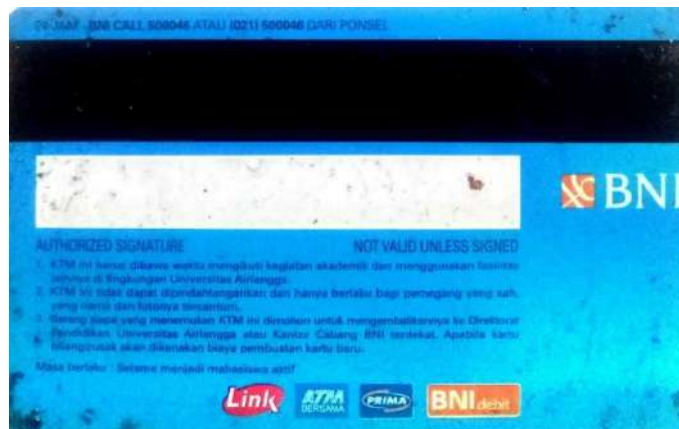 24 JAM - BNI CALL 500046 ATAU (021) 500046 DARI PONSEL
BNI
AUTHORIZED SIGNATURE NOT VALID UNLESS SIGNED
1. KTM ini harus dibawa waktu mengikuti kegiatan akademik dan menggunakan fasilitas
lainnya di lingkungan Universitas Airlangga.
2. KTM ini tidak dapat dipindahtangankan dan hanya berlaku bagi pemegang yang sah,
yang nama dan fotonya tercantum.
3. Barang siapa yang menemukan KTM ini dimohon untuk mengembalikannya ke Direktorat
Pendidikan Universitas Airlangga atau Kantor Cabang BNI terdekat. Apabila kartu
hilang/rusak akan dikenakan biaya pembuatan kartu baru.
Masa berlaku : Selama menjadi mahasiswa aktif
Link ATM BERSAMA PRIMA BNI debit